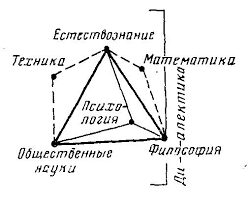 Естествознание
Техника
Математика
Психо-
логия
Общественные
науки
Философия
Ди-алектика